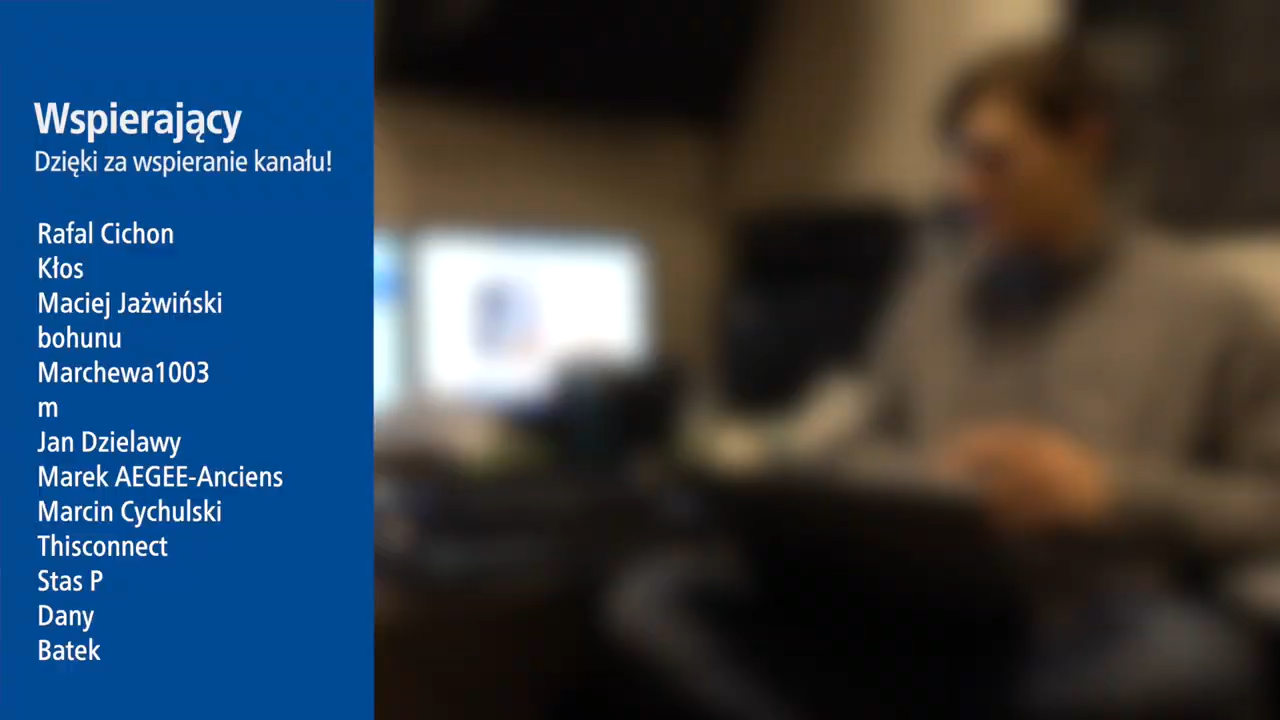 Wspierający
Dzięki za wspieranie kanału!
Rafal Cichon
Kłos
Maciej Jażwiński
bohunu
Marchewa1003
m
Jan Dzielawy
Marek AEGEE-Anciens
Marcin Cychulski
Thisconnect
Stas P
Dany
Batek